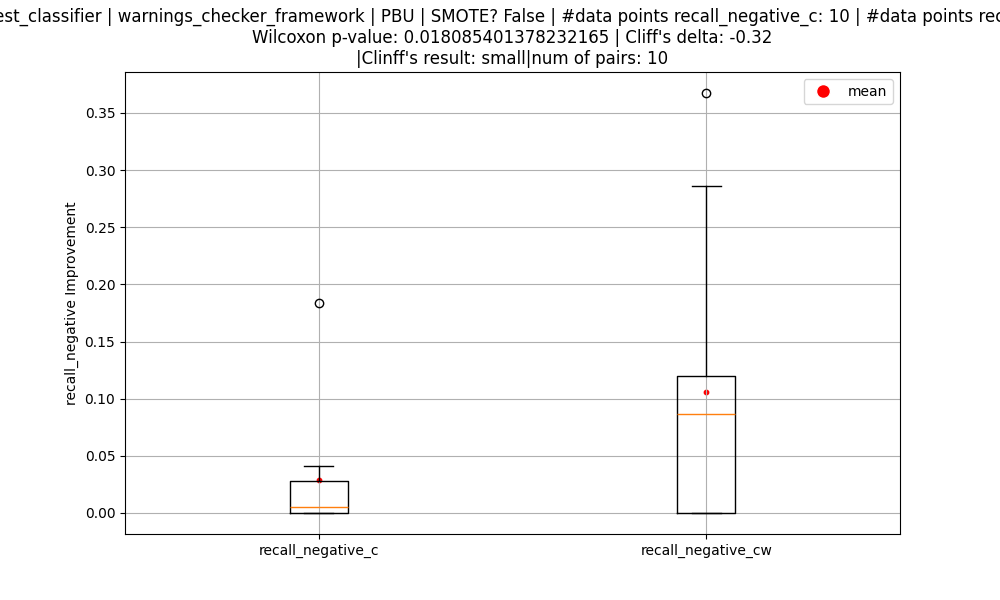 est_classifier | warnings_checker_framework | PBU | SMOTE? False | #data points recall_negative_c: 10 | #data points rec
Wilcoxon p-value: 0.018085401378232165 | Cliff's delta: -0.32
|Clinff's result: small|num of pairs: 10
mean
0.35
0.30
0.25
0.20
0.15
0.10
0.05
0.00
recall_negative Improvement
recall_negative_c
recall_negative_cw